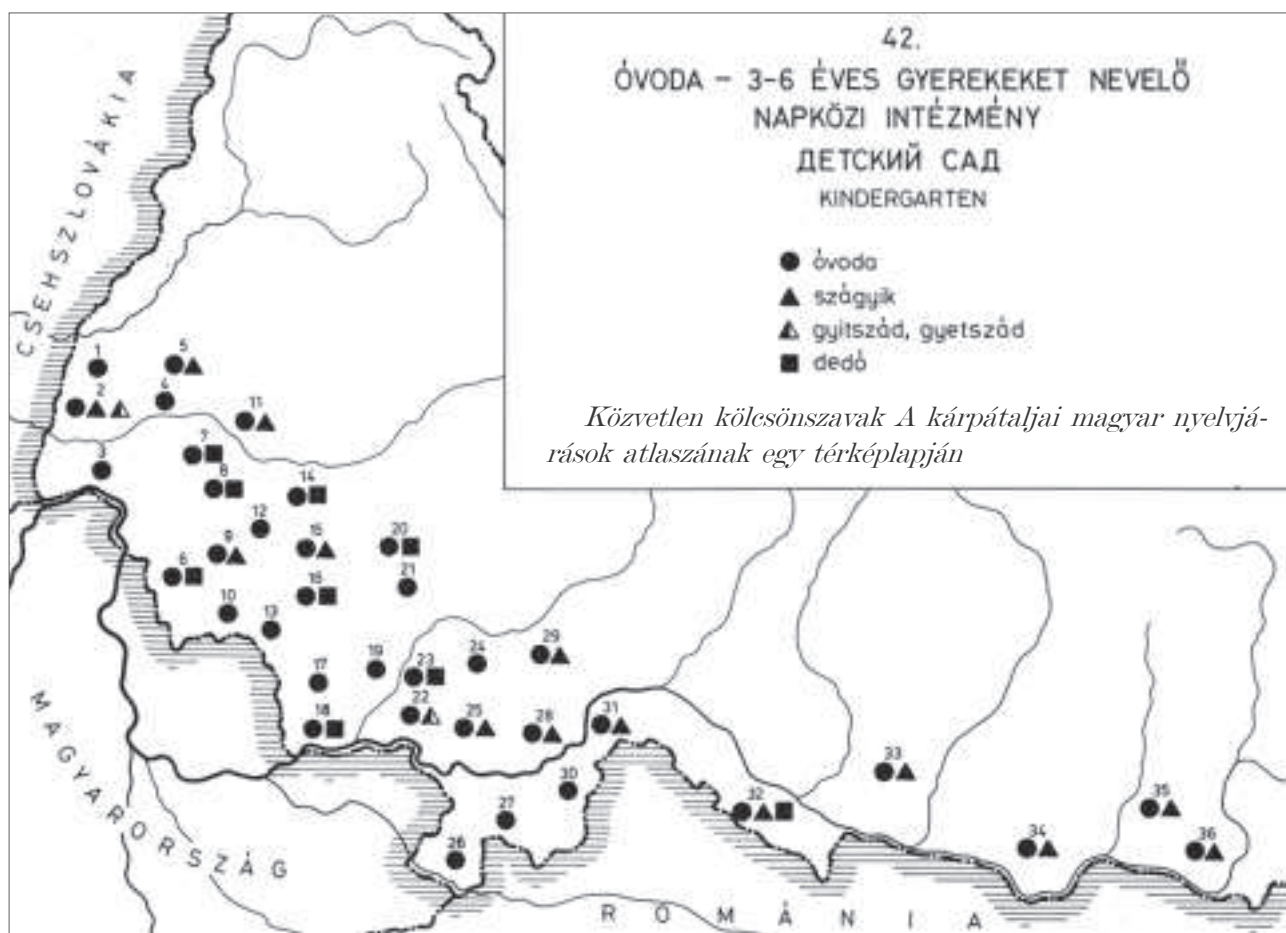 42.
ÓVODA – 3-6 ÉVES GYEREKEKET NEVELŐ
NAPKÖZI INTÉZMÉNY
ДЕТСКИЙ САД
KINDERGARTEN
óvoda
szágyik
gyitszád, gyetszád
dedó
Közvetlen kölcsönszavak A kárpátaljai magyar nyelvjá-
rások atlaszának egy térképlapján
CSEHSZLOVÁKIA
1
5
2
4
11
3
7
8
14
12
9
15
20
6
21
16
10
13
29
24
19
23
17
22
31
25
28
18
33
30
32
35
27
34
36
26
MAGYARORSZÁG
ROMÁNIA